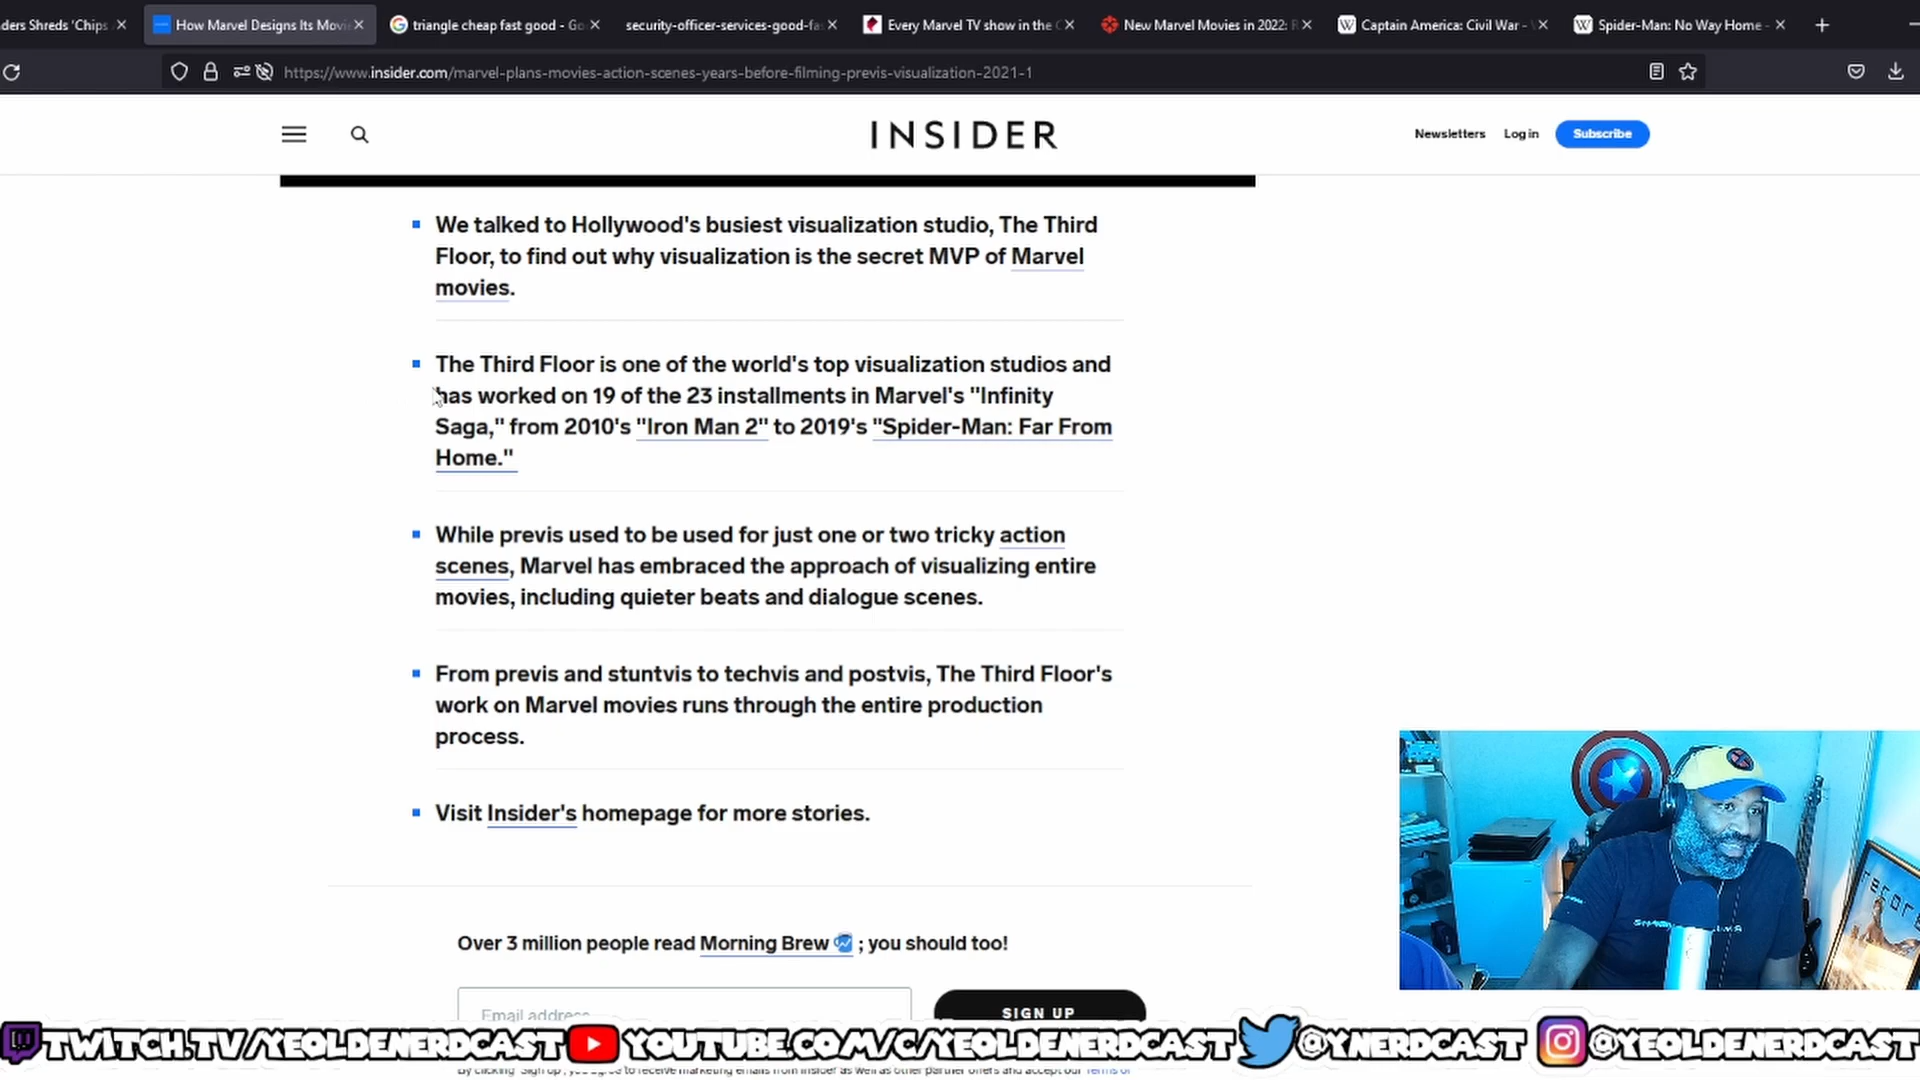 ders Shreds 'Chips
How Marvel Designs Its Movi
triangle cheap fast good - Go
security-officer-services-good-fa
Every Marvel TV show in the
New Marvel Movies in 2022:
Captain America: Civil War -
Spider-Man: No Way Home -
https://www.insider.com/marvel-plans-movies-action-scenes-years-before-filming-previs-visualization-2021-1
INSIDER
Newsletters Log in Subscribe
We talked to Hollywood's busiest visualization studio, The Third
Floor, to find out why visualization is the secret MVP of Marvel
movies.
The Third Floor is one of the world's top visualization studios and
has worked on 19 of the 23 installments in Marvel's "Infinity
Saga," from 2010's "Iron Man 2" to 2019's "Spider-Man: Far From
Home."
While previs used to be used for just one or two tricky action
scenes, Marvel has embraced the approach of visualizing entire
movies, including quieter beats and dialogue scenes.
From previs and stuntvis to techvis and postvis, The Third Floor's
work on Marvel movies runs through the entire production
process.
Visit Insider's homepage for more stories.
Over 3 million people read Morning Brew ; you should too!
Email address
SIGN UP
TWITCH.TV/YEOLDENERDCAST YOUTUBE.COM/C/YEOLDENERDCAST @YNERDCAST @YEOLDENERDCAST